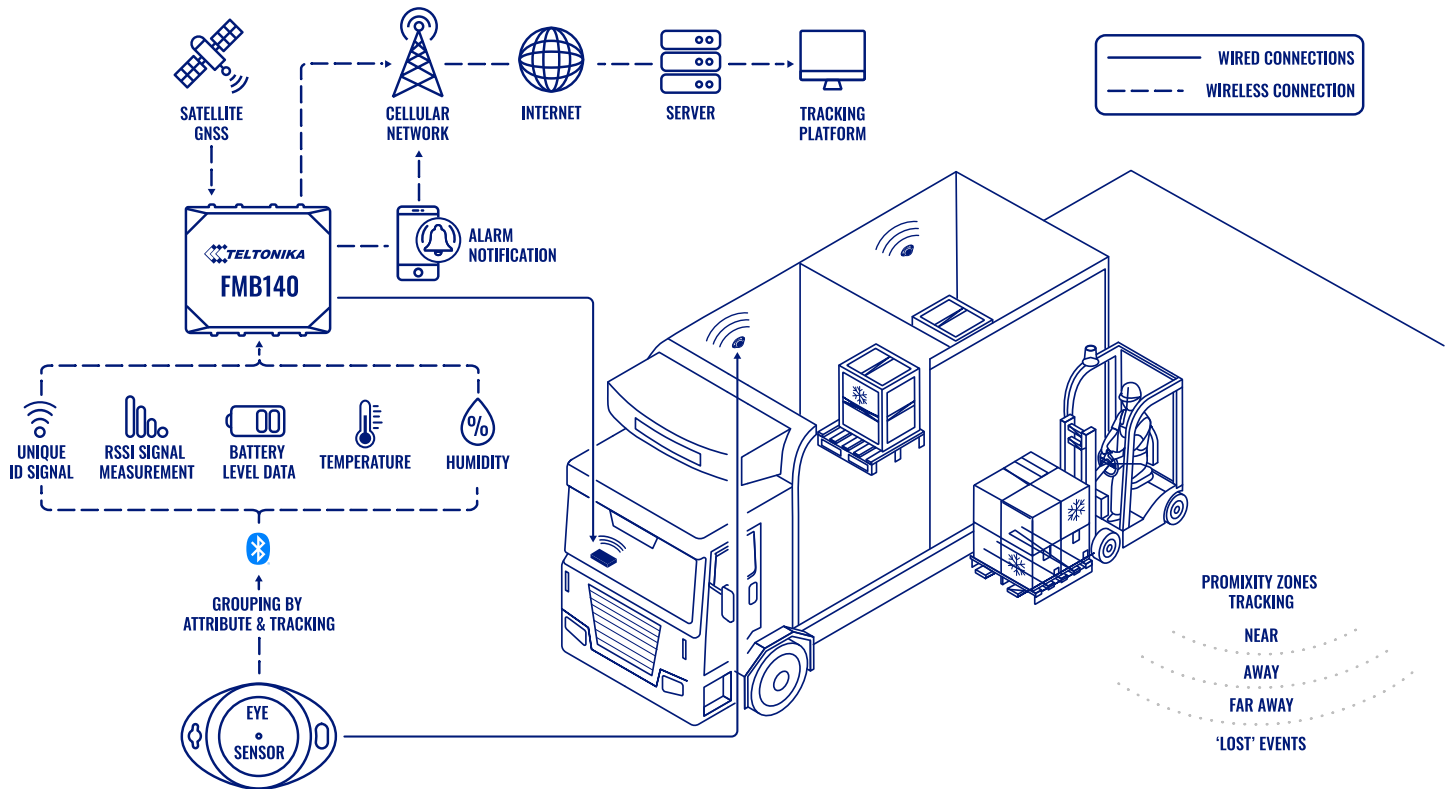 SATELLITE
GNSS
CELLULAR
NETWORK
INTERNET
SERVER
TRACKING
PLATFORM
WIRED CONNECTIONS
WIRELESS CONNECTION
TELTONIKA
FMB140
ALARM
NOTIFICATION
UNIQUE
ID SIGNAL
RSSI SIGNAL
MEASUREMENT
BATTERY
LEVEL DATA
TEMPERATURE
%
HUMIDITY
GROUPING BY
ATTRIBUTE & TRACKING
EYE
SENSOR
PROMIXITY ZONES
TRACKING
NEAR
AWAY
FAR AWAY
'LOST' EVENTS